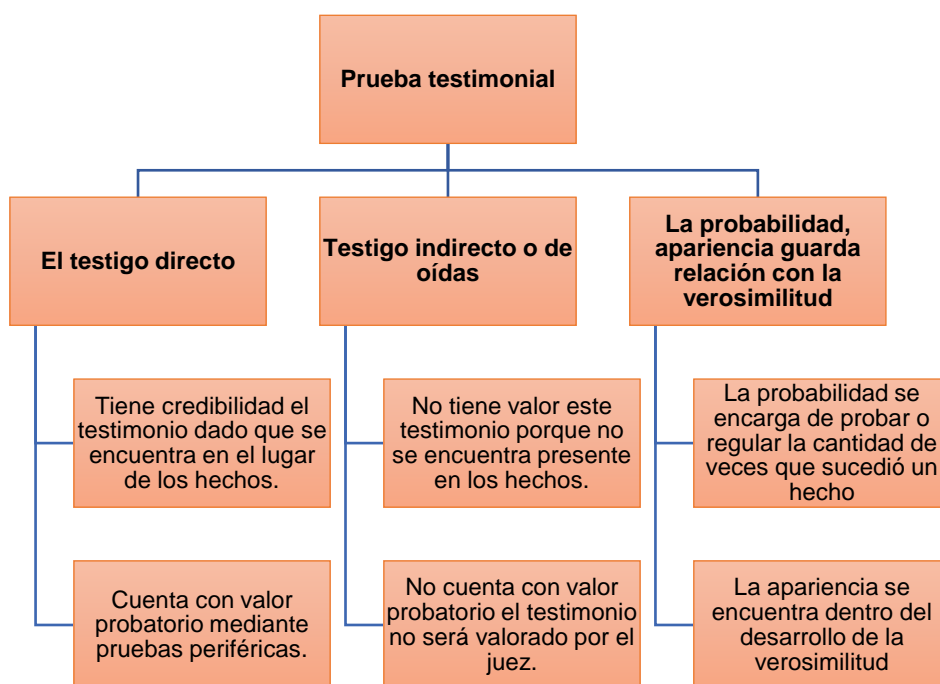 Prueba testimonial
El testigo directo
Testigo indirecto o de
oídas
La probabilidad,
apariencia guarda
relación con la
verosimilitud
Tiene credibilidad el
testimonio dado que se
encuentra en el lugar
de los hechos.
No tiene valor este
testimonio porque no
se encuentra presente
en los hechos.
La probabilidad se
encarga de probar o
regular la cantidad de
veces que sucedió un
hecho
Cuenta con valor
probatorio mediante
pruebas periféricas.
No cuenta con valor
probatorio el testimonio
no será valorado por el
juez.
La apariencia se
encuentra dentro del
desarrollo de la
verosimilitud